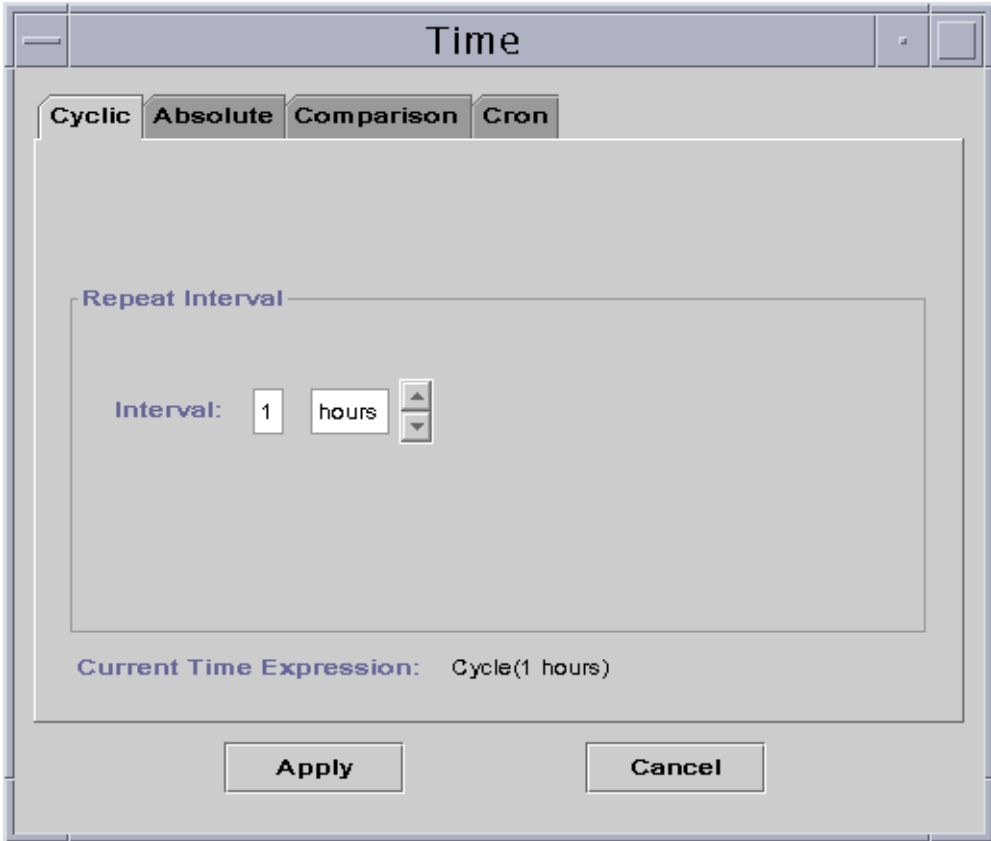 Time
Cyclic Absolute Comparison Cron
Repeat Interval
Interval: 1 hours
Current Time Expression: Cycle(1 hours)
Apply Cancel